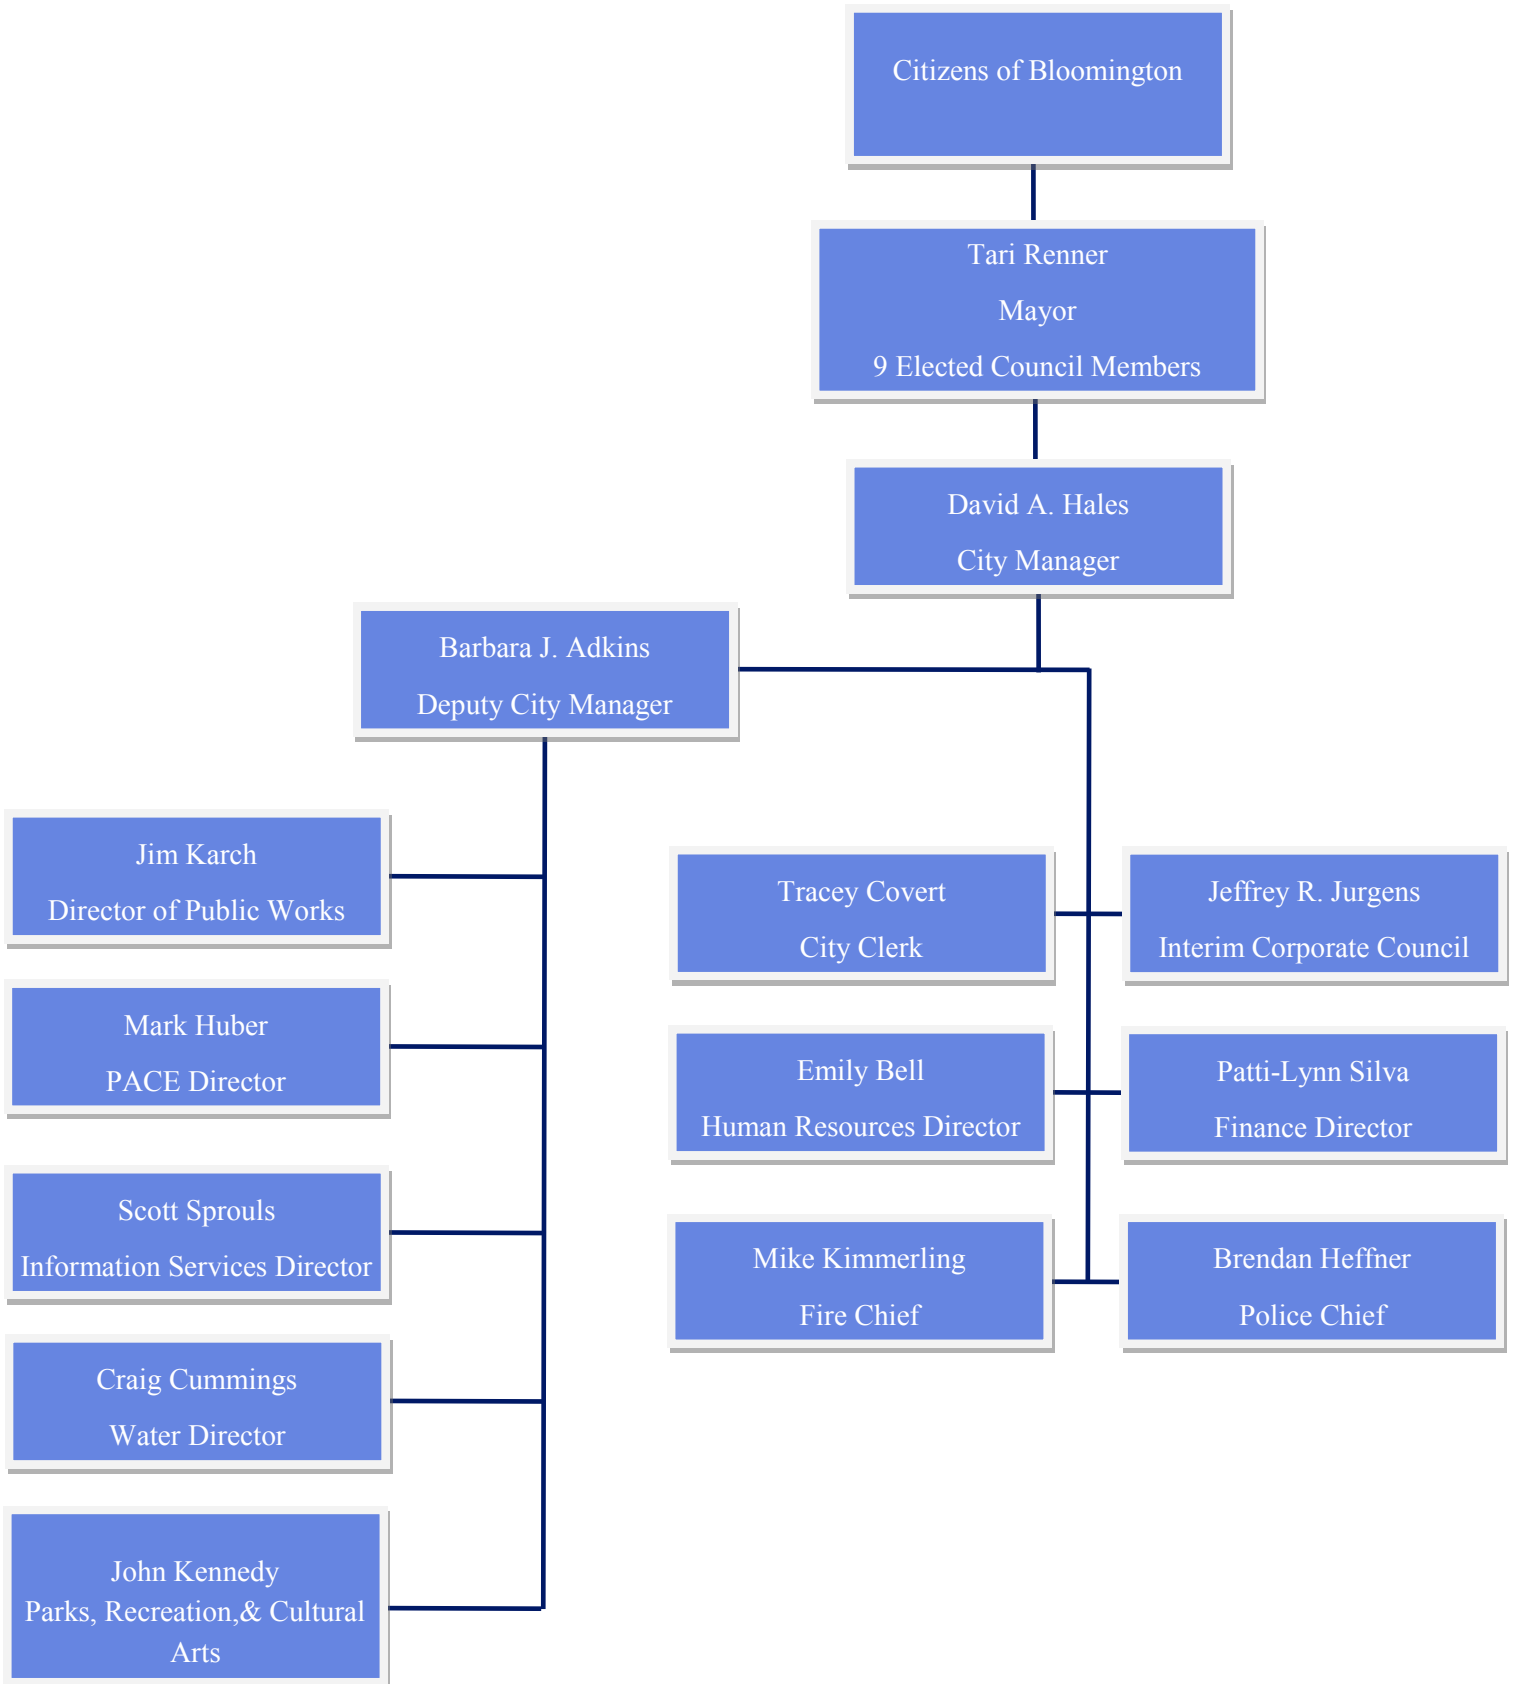 Citizens of Bloomington
Tari Renner
Mayor
9 Elected Council Members
David A. Hales
City Manager
Barbara J. Adkins
Deputy City Manager
Jim Karch
Director of Public Works
Mark Huber
PACE Director
Scott Sprouls
Information Services Director
Craig Cummings
Water Director
John Kennedy
Parks, Recreation,& Cultural
Arts
Tracey Covert
City Clerk
Jeffrey R. Jurgens
Interim Corporate Council
Emily Bell
Human Resources Director
Patti-Lynn Silva
Finance Director
Mike Kimmerling
Fire Chief
Brendan Heffner
Police Chief